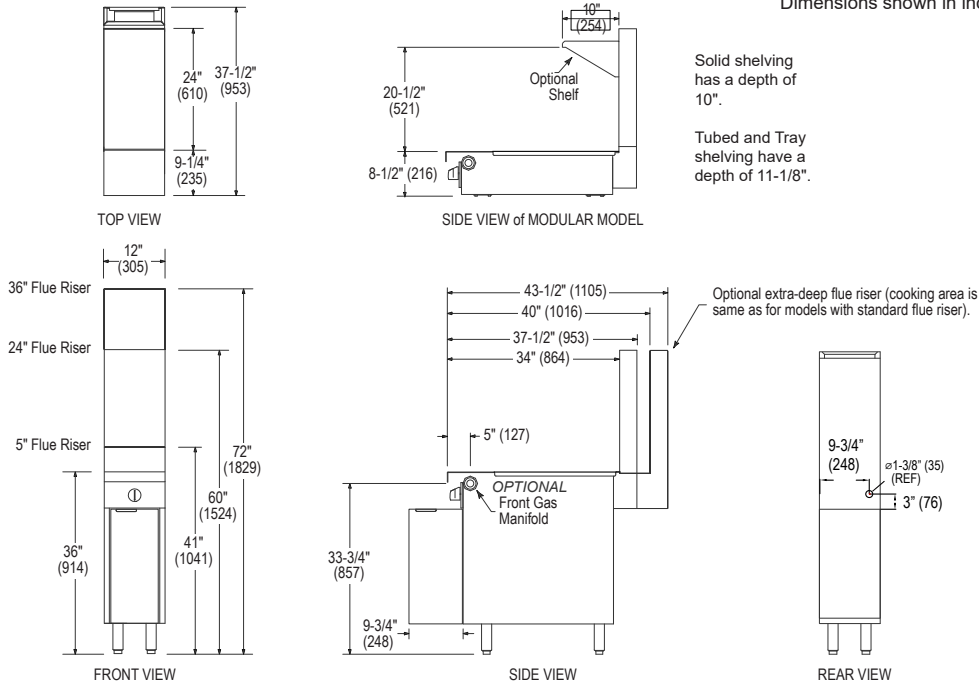 Dimensions shown in inc
24"
(610)
37-1/2"
(953)
9-1/4"
(235)
TOP VIEW
10"
(254)
Optional
Shelf
20-1/2"
(521)
8-1/2" (216)
SIDE VIEW of MODULAR MODEL
Solid shelving
has a depth of
10".
Tubed and Tray
shelving have a
depth of 11-1/8".
12"
(305)
36" Flue Riser
24" Flue Riser
5" Flue Riser
72"
(1829)
60"
(1524)
41"
(1041)
36"
(914)
FRONT VIEW
43-1/2" (1105)
40" (1016)
37-1/2" (953)
34" (864)
5" (127)
OPTIONAL
Front Gas
Manifold
33-3/4"
(857)
9-3/4"
(248)
SIDE VIEW
Optional extra-deep flue riser (cooking area is
same as for models with standard flue riser).
9-3/4"
(248)
⌀1-3/8" (35)
(REF)
3" (76)
REAR VIEW